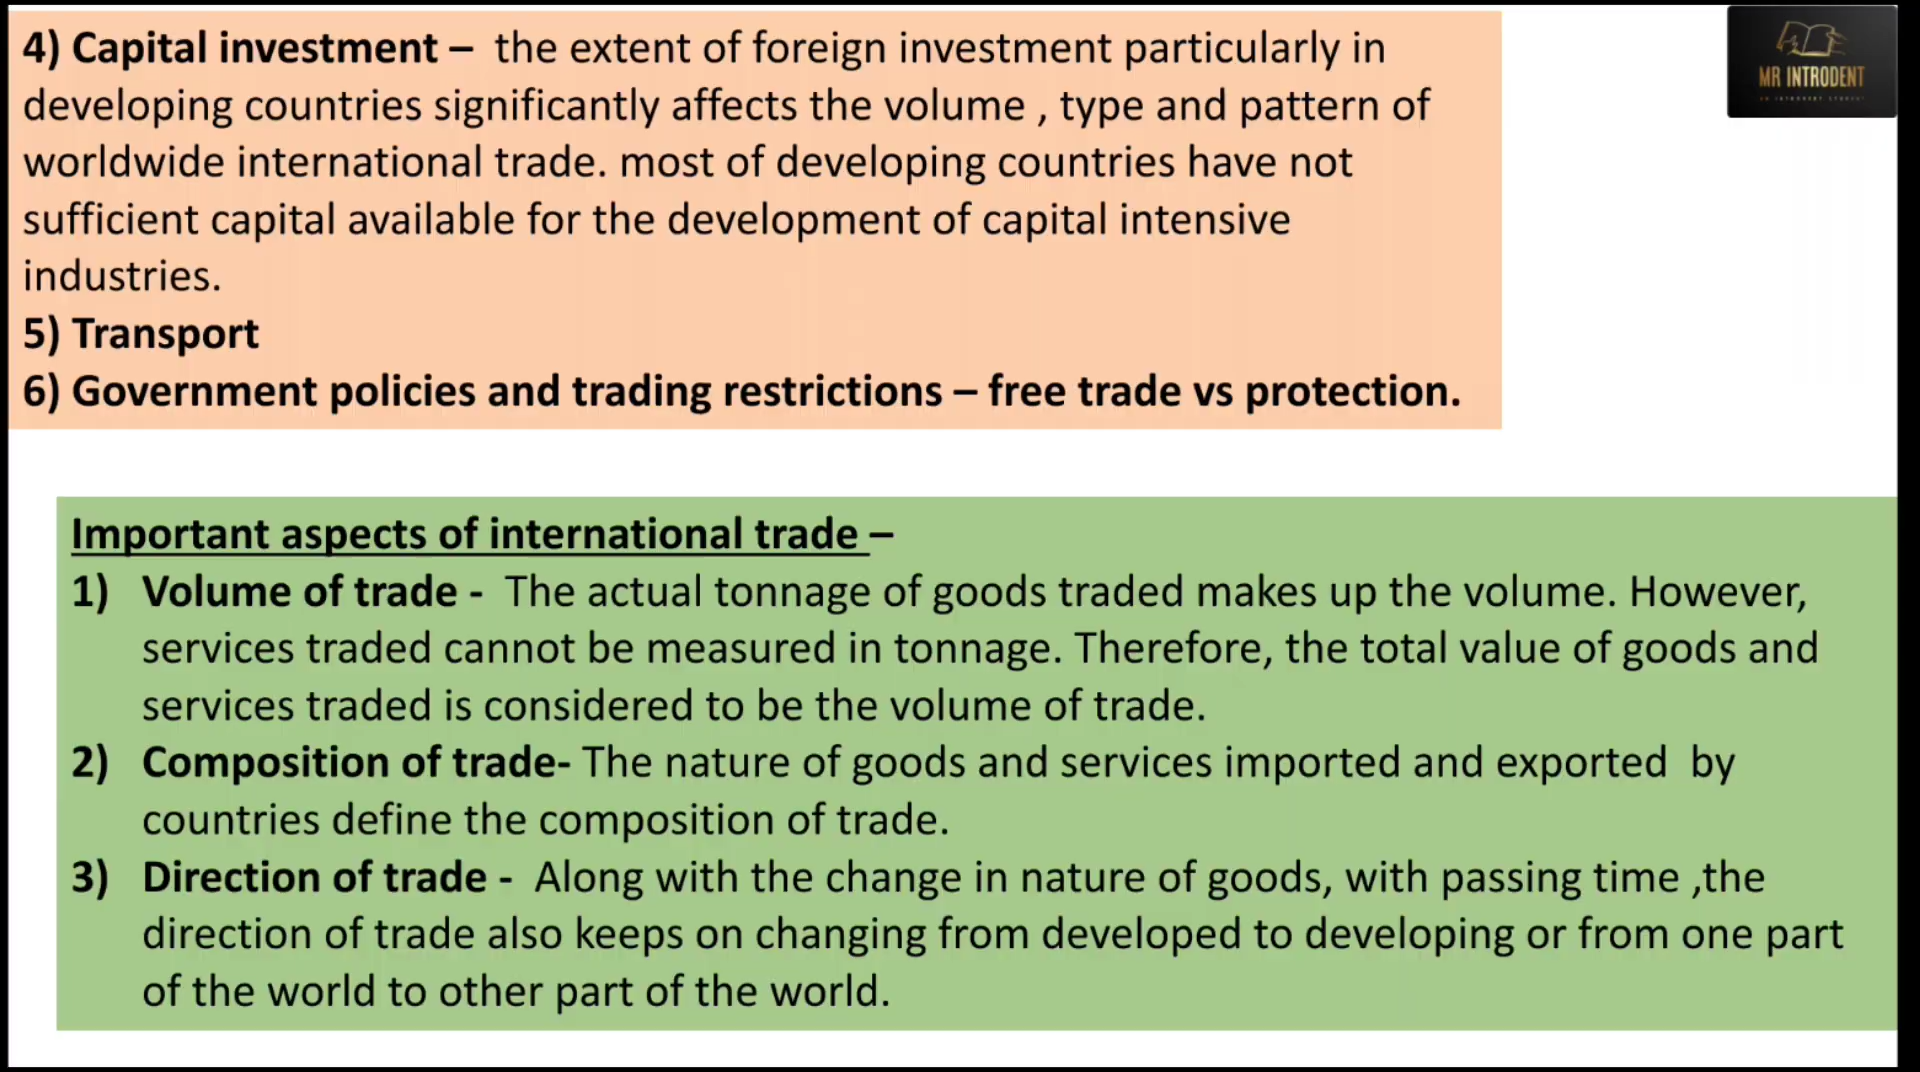 4) Capital investment – the extent of foreign investment particularly in
developing countries significantly affects the volume , type and pattern of
worldwide international trade. most of developing countries have not
sufficient capital available for the development of capital intensive
industries.
5) Transport
6) Government policies and trading restrictions – free trade vs protection.
MR INTRODENT
Important aspects of international trade –
1) Volume of trade - The actual tonnage of goods traded makes up the volume. However,
services traded cannot be measured in tonnage. Therefore, the total value of goods and
services traded is considered to be the volume of trade.
2) Composition of trade- The nature of goods and services imported and exported by
countries define the composition of trade.
3) Direction of trade - Along with the change in nature of goods, with passing time ,the
direction of trade also keeps on changing from developed to developing or from one part
of the world to other part of the world.